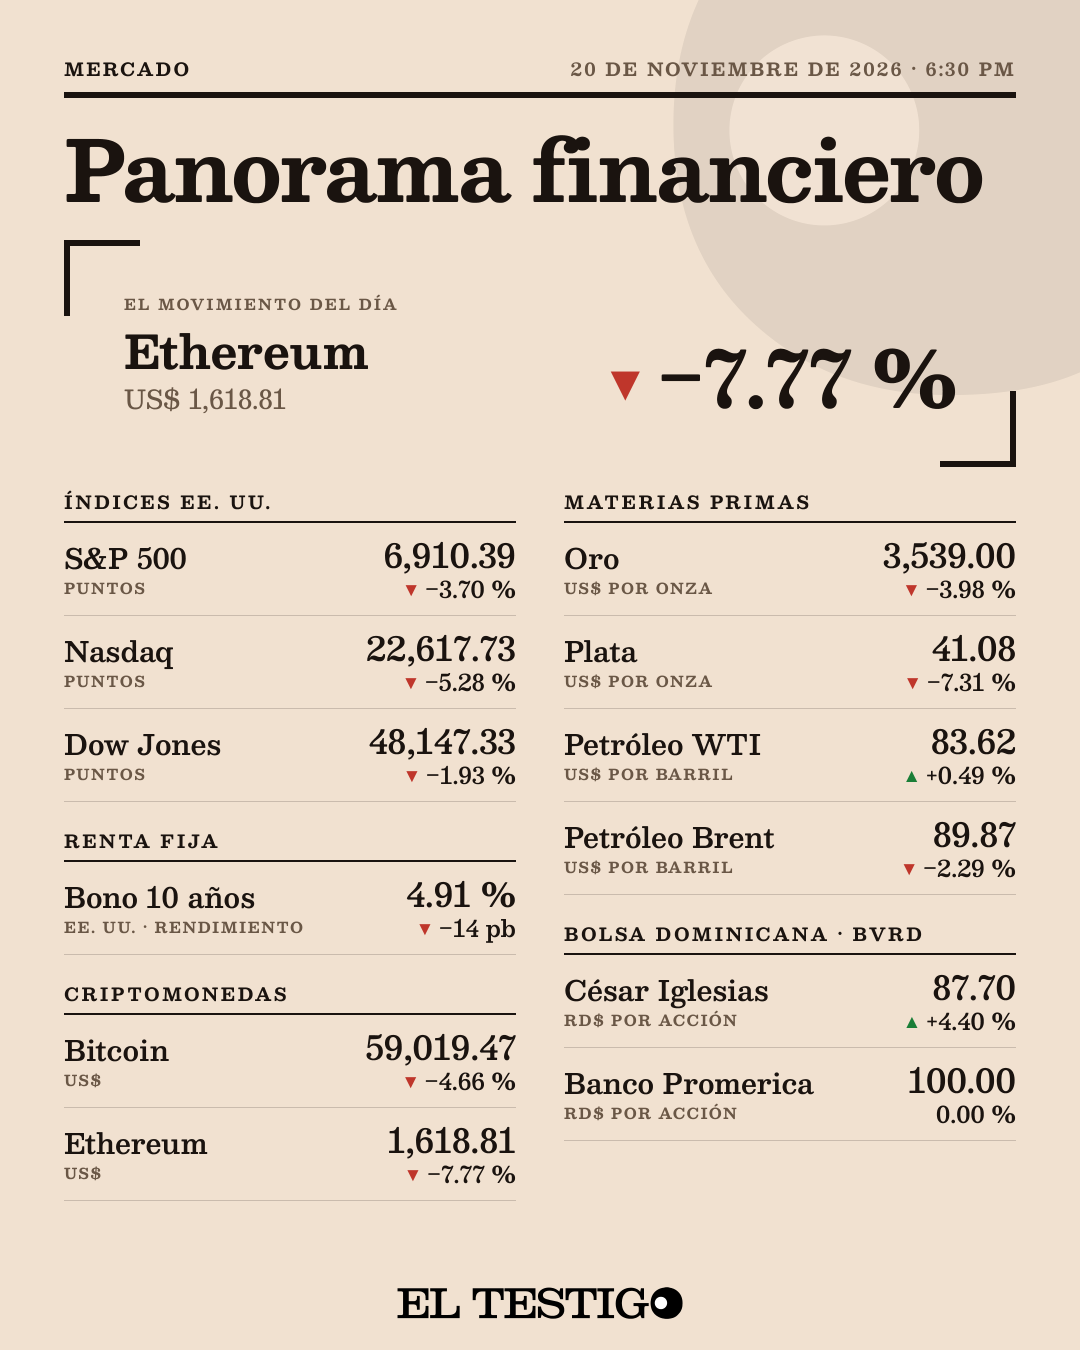 MERCADO
20 DE NOVIEMBRE DE 2026 · 6:30 PM
Panorama financiero
EL MOVIMIENTO DEL DÍA
Ethereum
US$ 1,618.81
▼ −7.77 %
ÍNDICES EE. UU.
S&P 500 6,910.39
PUNTOS ▼ −3.70 %
Nasdaq 22,617.73
PUNTOS ▼ −5.28 %
Dow Jones 48,147.33
PUNTOS ▼ −1.93 %
RENTA FIJA
Bono 10 años 4.91 %
EE. UU. · RENDIMIENTO ▼ −14 pb
CRIPTOMONEDAS
Bitcoin 59,019.47
US$ ▼ −4.66 %
Ethereum 1,618.81
US$ ▼ −7.77 %
MATERIAS PRIMAS
Oro 3,539.00
US$ POR ONZA ▼ −3.98 %
Plata 41.08
US$ POR ONZA ▼ −7.31 %
Petróleo WTI 83.62
US$ POR BARRIL ▲ +0.49 %
Petróleo Brent 89.87
US$ POR BARRIL ▼ −2.29 %
BOLSA DOMINICANA · BVRD
César Iglesias 87.70
RD$ POR ACCIÓN ▲ +4.40 %
Banco Promerica 100.00
RD$ POR ACCIÓN 0.00 %
EL TESTIGO